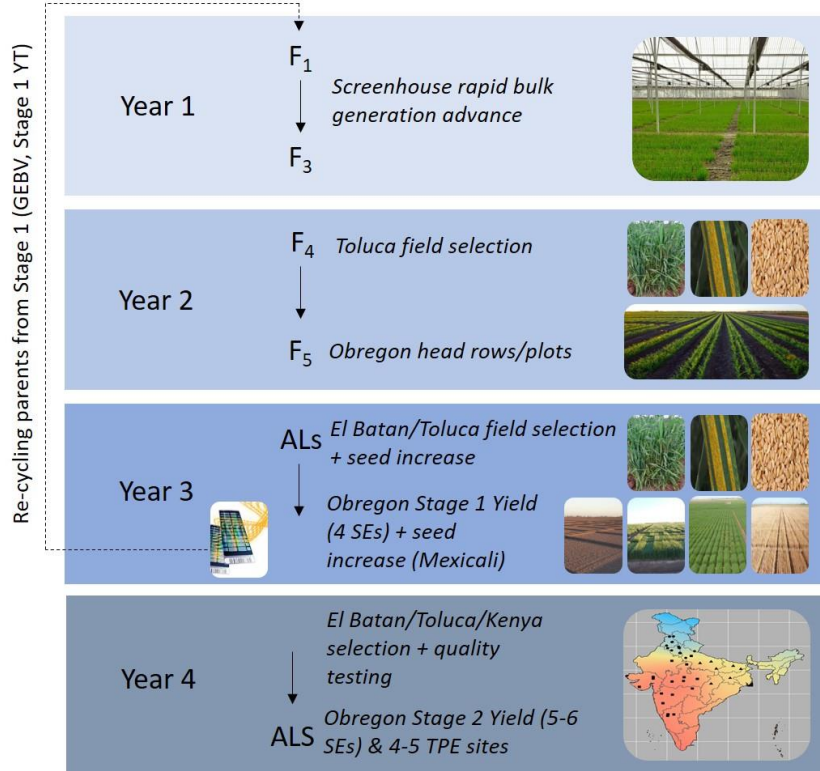 Re-cycling parents from Stage 1 (GEBV, Stage 1 YT)
Year 1
F1
Screenhouse rapid bulk
generation advance
F3
Year 2
F4
Toluca field selection
F5
Obregon head rows/plots
Year 3
ALs
El Batan/Toluca field selection
+ seed increase
Obregon Stage 1 Yield
(4 SEs) + seed
increase (Mexicali)
Year 4
El Batan/Toluca/Kenya
selection + quality
testing
ALS
Obregon Stage 2 Yield (5-6
SEs) & 4-5 TPE sites